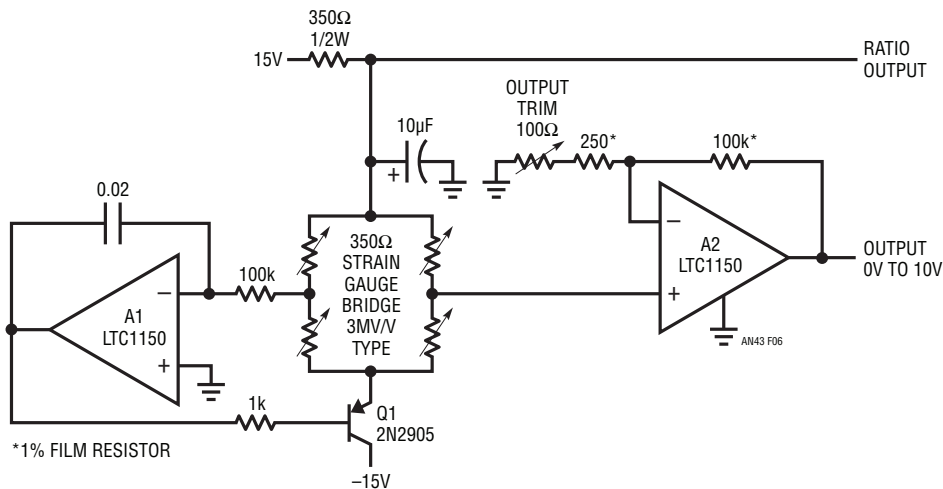 350Ω
1/2W
15V
RATIO
OUTPUT
OUTPUT
TRIM
100Ω
250*
100k*
10µF
+
0.02
350Ω
STRAIN
GAUGE
BRIDGE
3MV/V
TYPE
100k
–
A1
LTC1150
+
–
A2
LTC1150
+
OUTPUT
0V TO 10V
AN43 F06
1k
Q1
2N2905
–15V
*1% FILM RESISTOR